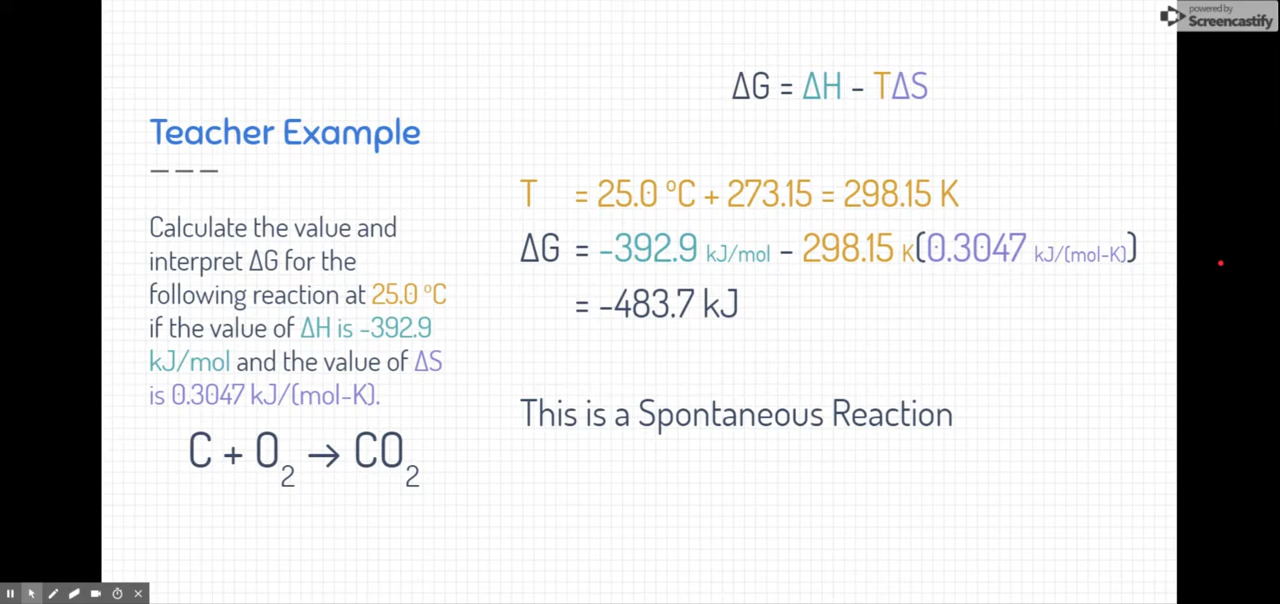 powered by
Screencastify
ΔG = ΔH - TΔS
Teacher Example
Calculate the value and
interpret ΔG for the
following reaction at 25.0 ºC
if the value of ΔH is -392.9
kJ/mol and the value of ΔS
is 0.3047 kJ/(mol-K).
C + O₂ → CO₂
T = 25.0 ºC + 273.15 = 298.15 K
ΔG = -392.9 kJ/mol - 298.15 K(0.3047 kJ/(mol-K))
= -483.7 kJ
This is a Spontaneous Reaction